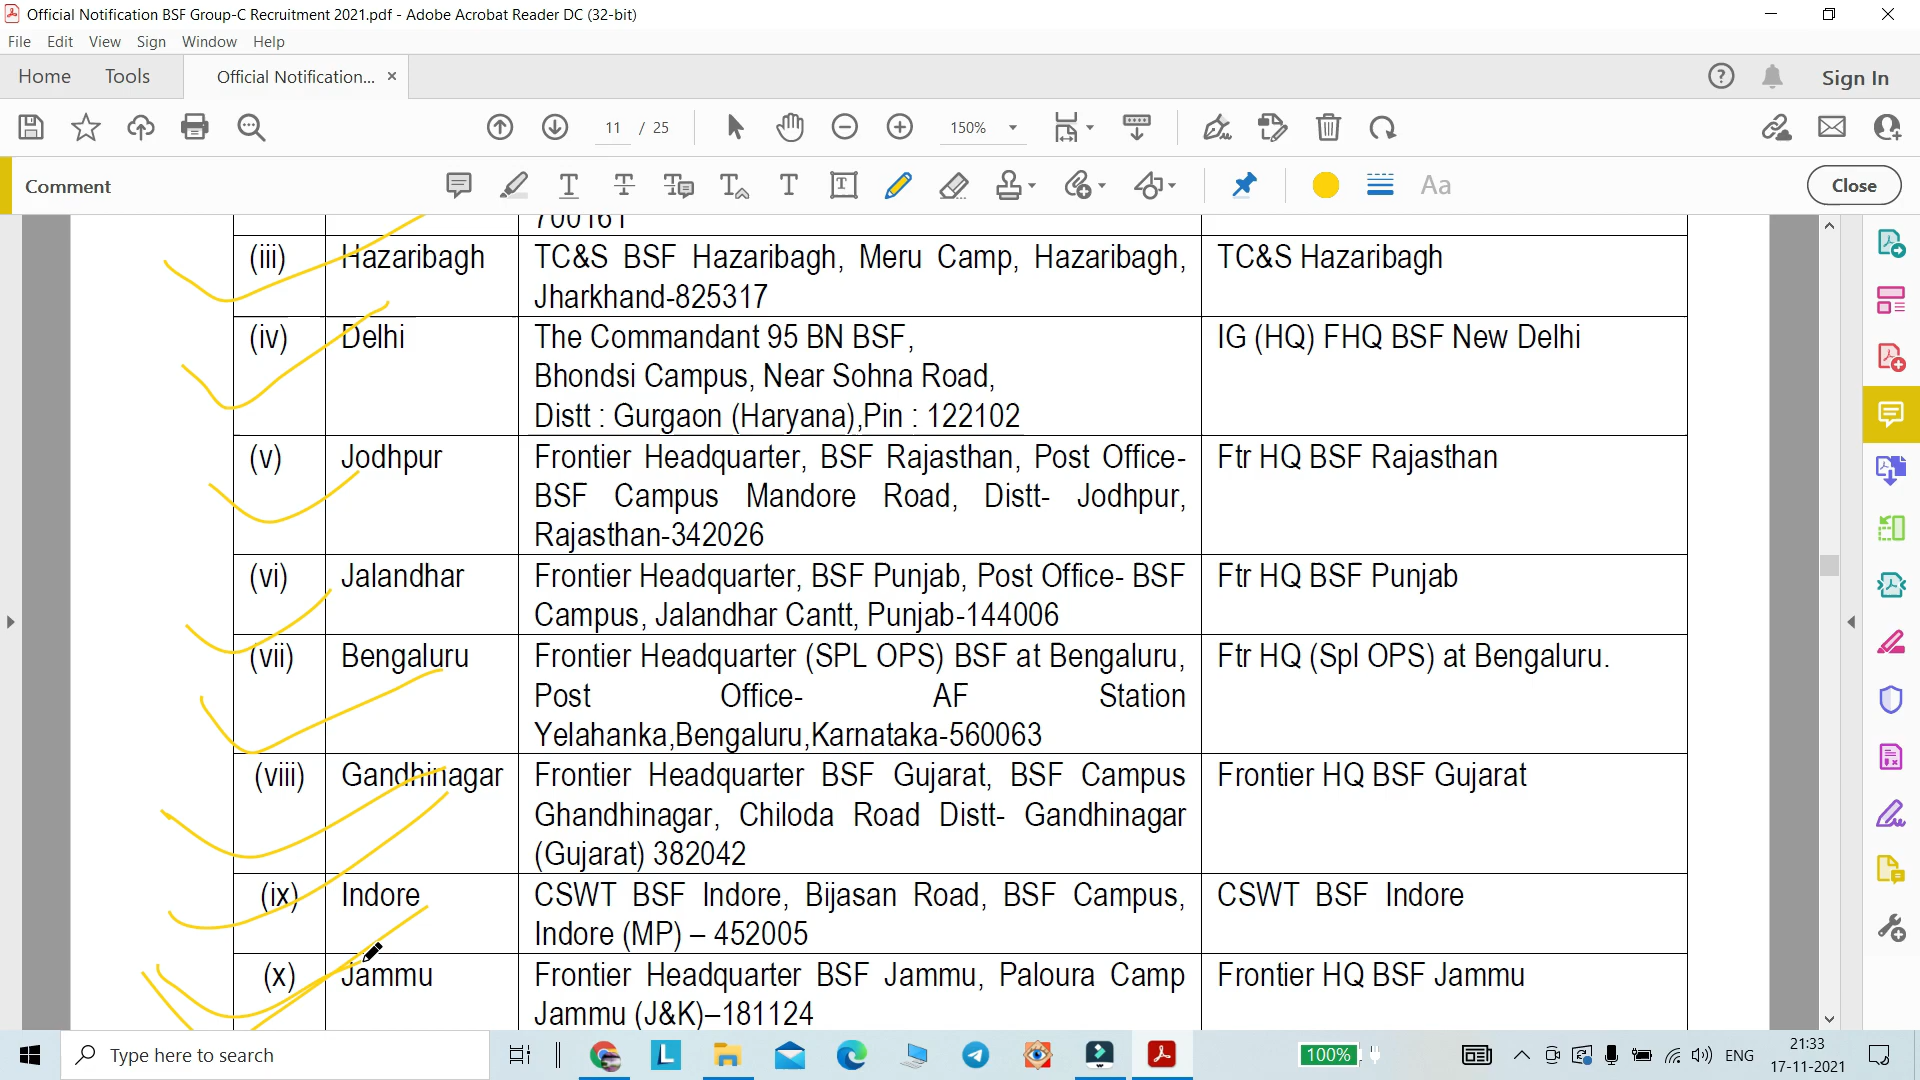 Official Notification BSF Group-C Recruitment 2021.pdf - Adobe Acrobat Reader DC (32-bit)
File Edit View Sign Window Help
Home Tools Official Notification... × Sign In
11 / 25 150%
Comment Close
700161
(iii) Hazaribagh TC&S BSF Hazaribagh, Meru Camp, Hazaribagh, TC&S Hazaribagh
Jharkhand-825317
(iv) Delhi The Commandant 95 BN BSF, IG (HQ) FHQ BSF New Delhi
Bhondsi Campus, Near Sohna Road,
Distt : Gurgaon (Haryana),Pin : 122102
(v) Jodhpur Frontier Headquarter, BSF Rajasthan, Post Office- Ftr HQ BSF Rajasthan
BSF Campus Mandore Road, Distt- Jodhpur,
Rajasthan-342026
(vi) Jalandhar Frontier Headquarter, BSF Punjab, Post Office- BSF Ftr HQ BSF Punjab
Campus, Jalandhar Cantt, Punjab-144006
(vii) Bengaluru Frontier Headquarter (SPL OPS) BSF at Bengaluru, Ftr HQ (Spl OPS) at Bengaluru.
Post Office- AF Station
Yelahanka,Bengaluru,Karnataka-560063
(viii) Gandhinagar Frontier Headquarter BSF Gujarat, BSF Campus Frontier HQ BSF Gujarat
Ghandhinagar, Chiloda Road Distt- Gandhinagar
(Gujarat) 382042
(ix) Indore CSWT BSF Indore, Bijasan Road, BSF Campus, CSWT BSF Indore
Indore (MP) – 452005
(x) Jammu Frontier Headquarter BSF Jammu, Paloura Camp Frontier HQ BSF Jammu
Jammu (J&K)–181124
Type here to search 100% ENG 21:33
17-11-2021